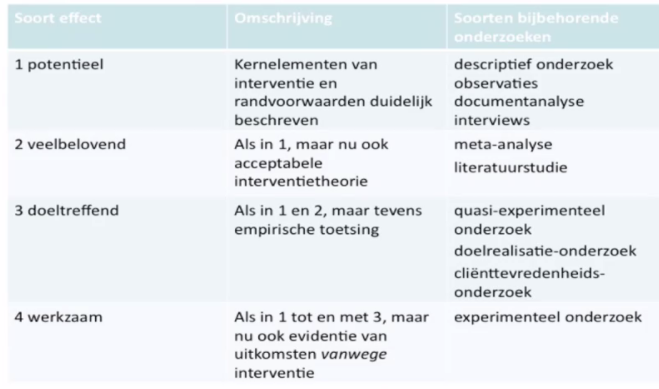 Soort effect
Omschrijving
Soorten bijbehorende
onderzoeken
1 potentieel
Kernelementen van
interventie en
randvoorwaarden duidelijk
beschreven
descriptief onderzoek
observaties
documentanalyse
interviews
2 veelbelovend
Als in 1, maar nu ook
acceptabele
interventietheorie
meta-analyse
literatuurstudie
3 doeltreffend
Als in 1 en 2, maar tevens
empirische toetsing
quasi-experimenteel
onderzoek
doelrealisatie-onderzoek
cliënttevredenheids-
onderzoek
4 werkzaam
Als in 1 tot en met 3, maar
nu ook evidentie van
uitkomsten vanwege
interventie
experimenteel onderzoek